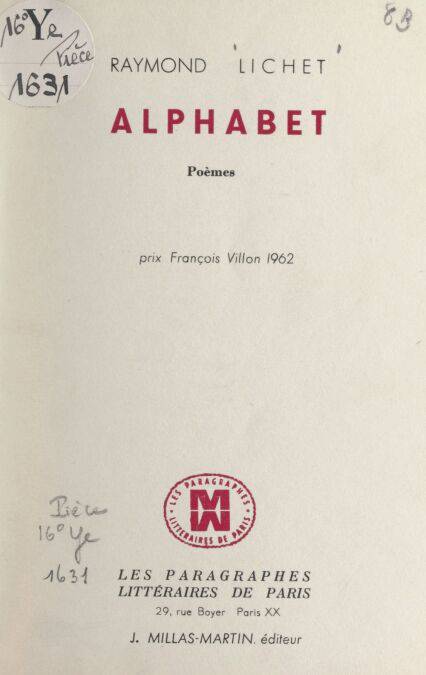 16° Ye
Pièce
1631
8B
RAYMOND 'LICHET'
ALPHABET
Poèmes
prix François Villon 1962
LES PARAGRAPHES
LITTÉRAIRES DE PARIS
Pièce
16° Ye
1631
LES PARAGRAPHES
LITTÉRAIRES DE PARIS
29, rue Boyer Paris XX
J. MILLAS-MARTIN. éditeur